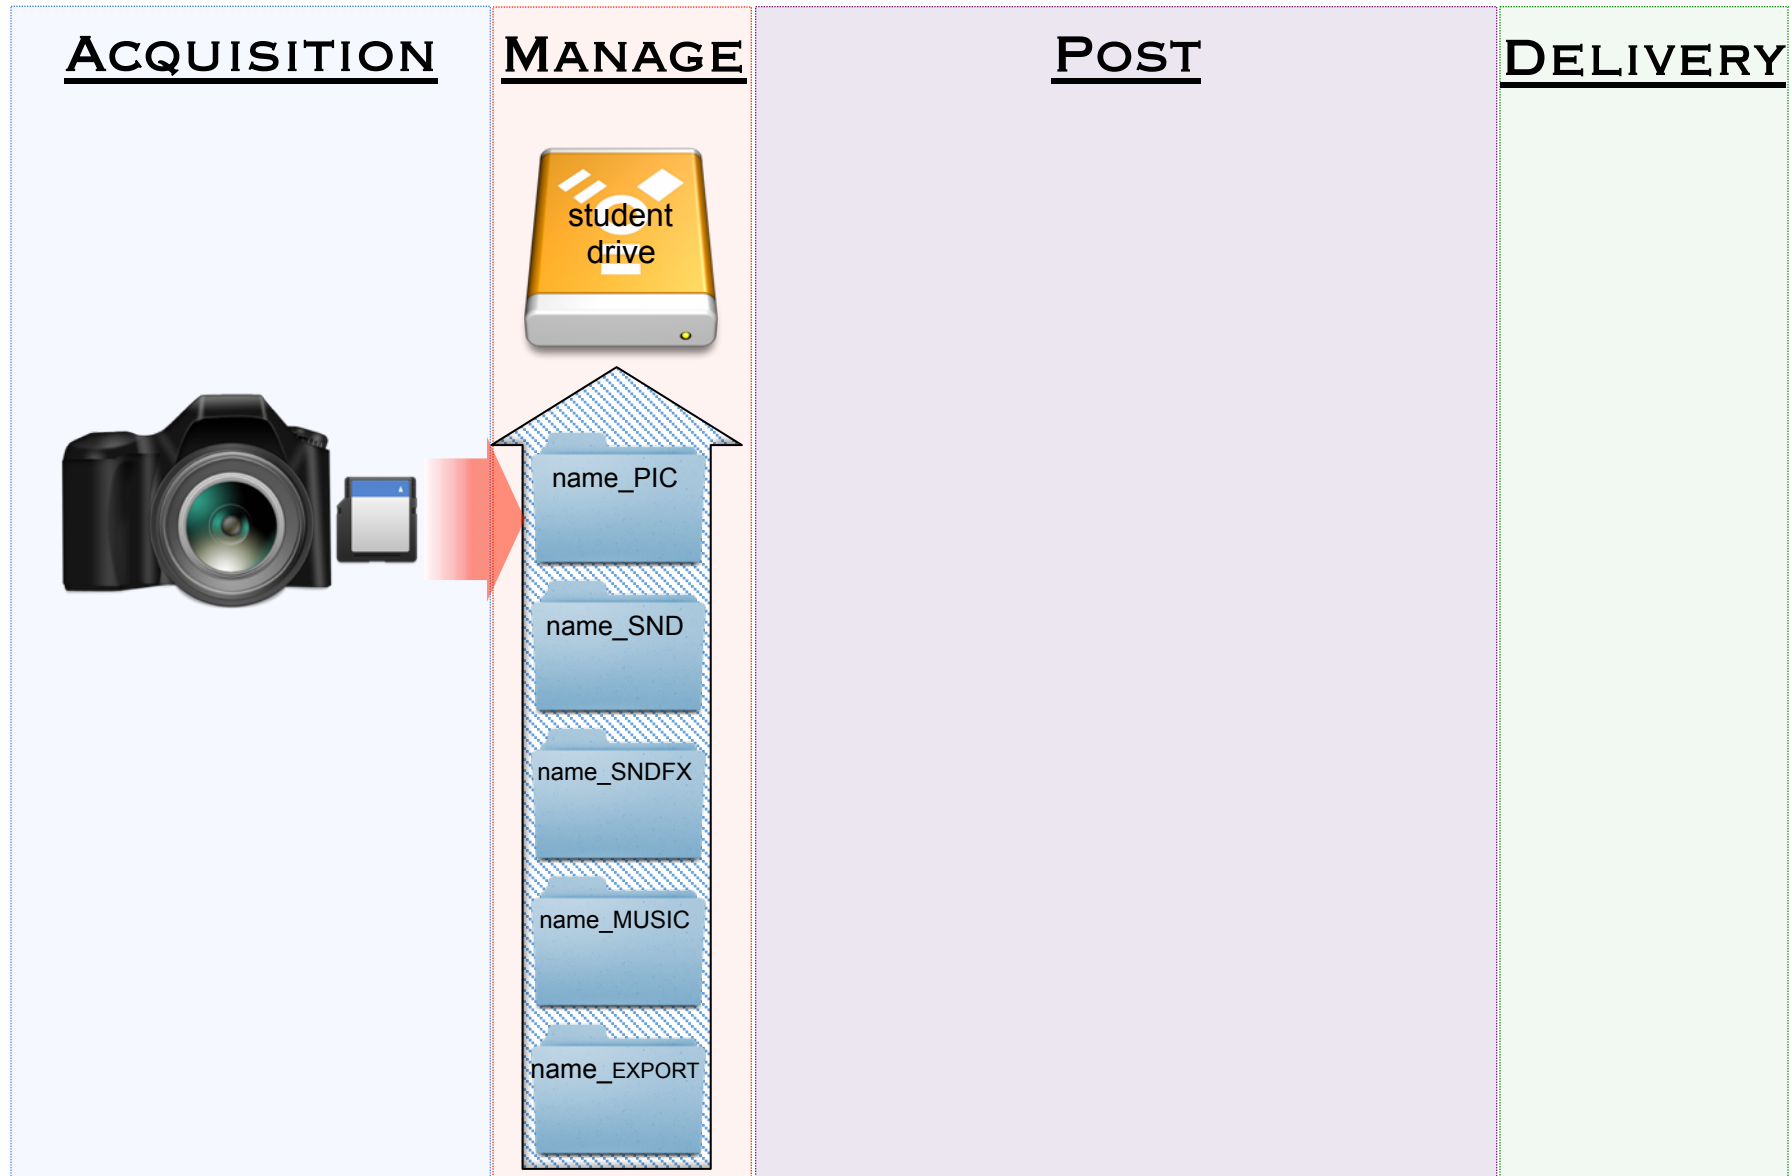 ACQUISITION
MANAGE
POST
DELIVERY
student
drive
name_PIC
name_SND
name_SNDFX
name_MUSIC
name_EXPORT